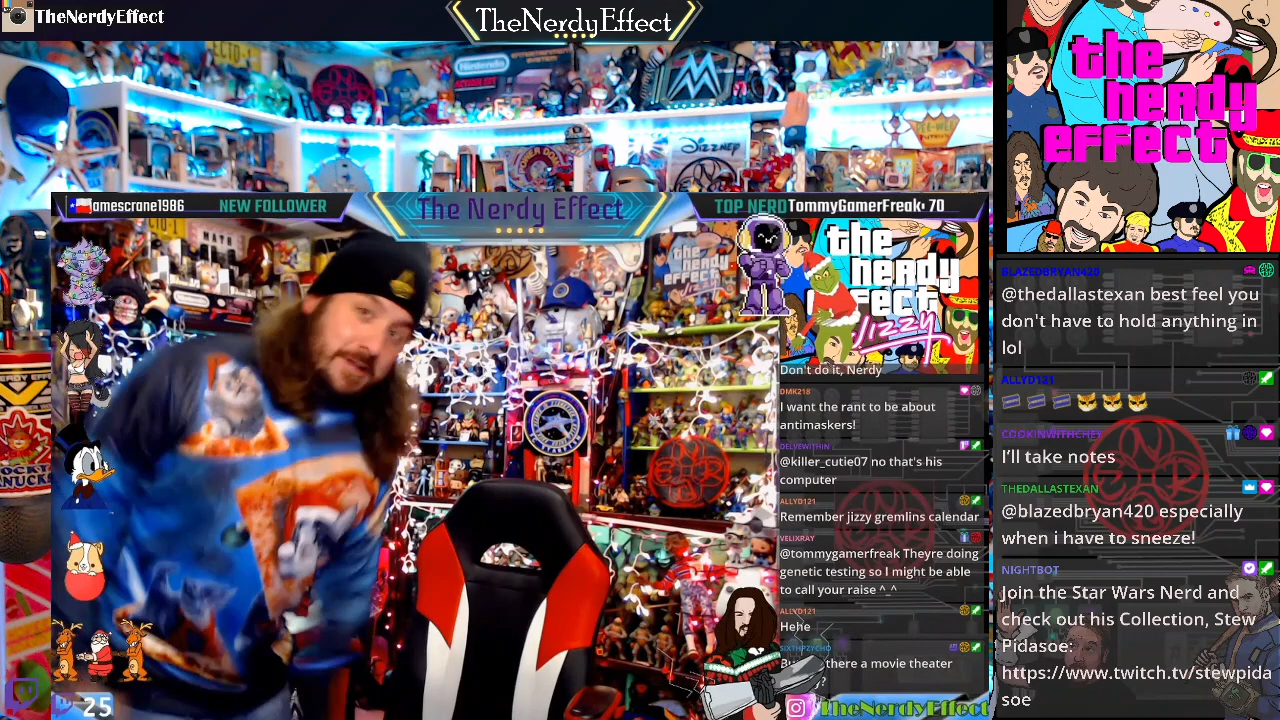 TheNerdyEffect
TheNerdyEffect
the
nerdy
effect
Nintendo
amescrane1986
NEW FOLLOWER
The Nerdy Effect
TOP NERD
TommyGamerFreak: 70
the
nerdy
effect
Jizzy
Don't do it, Nerdy
DMK218
I want the rant to be about
antimaskers!
DELVEWITHIN
@killer_cutie07 no that's his
computer
ALLYD121
Remember jizzy gremlins calendar
VELIXRAY
@tommygamerfreak Theyre doing
genetic testing so I might be able
to call your raise ^_^
ALLYD121
Hehe
SIXTHPZYCHO
there a movie theater
TheNerdyEffect
25
BLAZEDBRYAN420
@thedallastexan best feel you
don't have to hold anything in
lol
ALLYD121
COOKINWITHCHEY
I'll take notes
THEDALLASTEXAN
@blazedbryan420 especially
when i have to sneeze!
NIGHTBOT
Join the Star Wars Nerd and
check out his Collection, Stew
Pidasoe:
https://www.twitch.tv/stewpida
soe